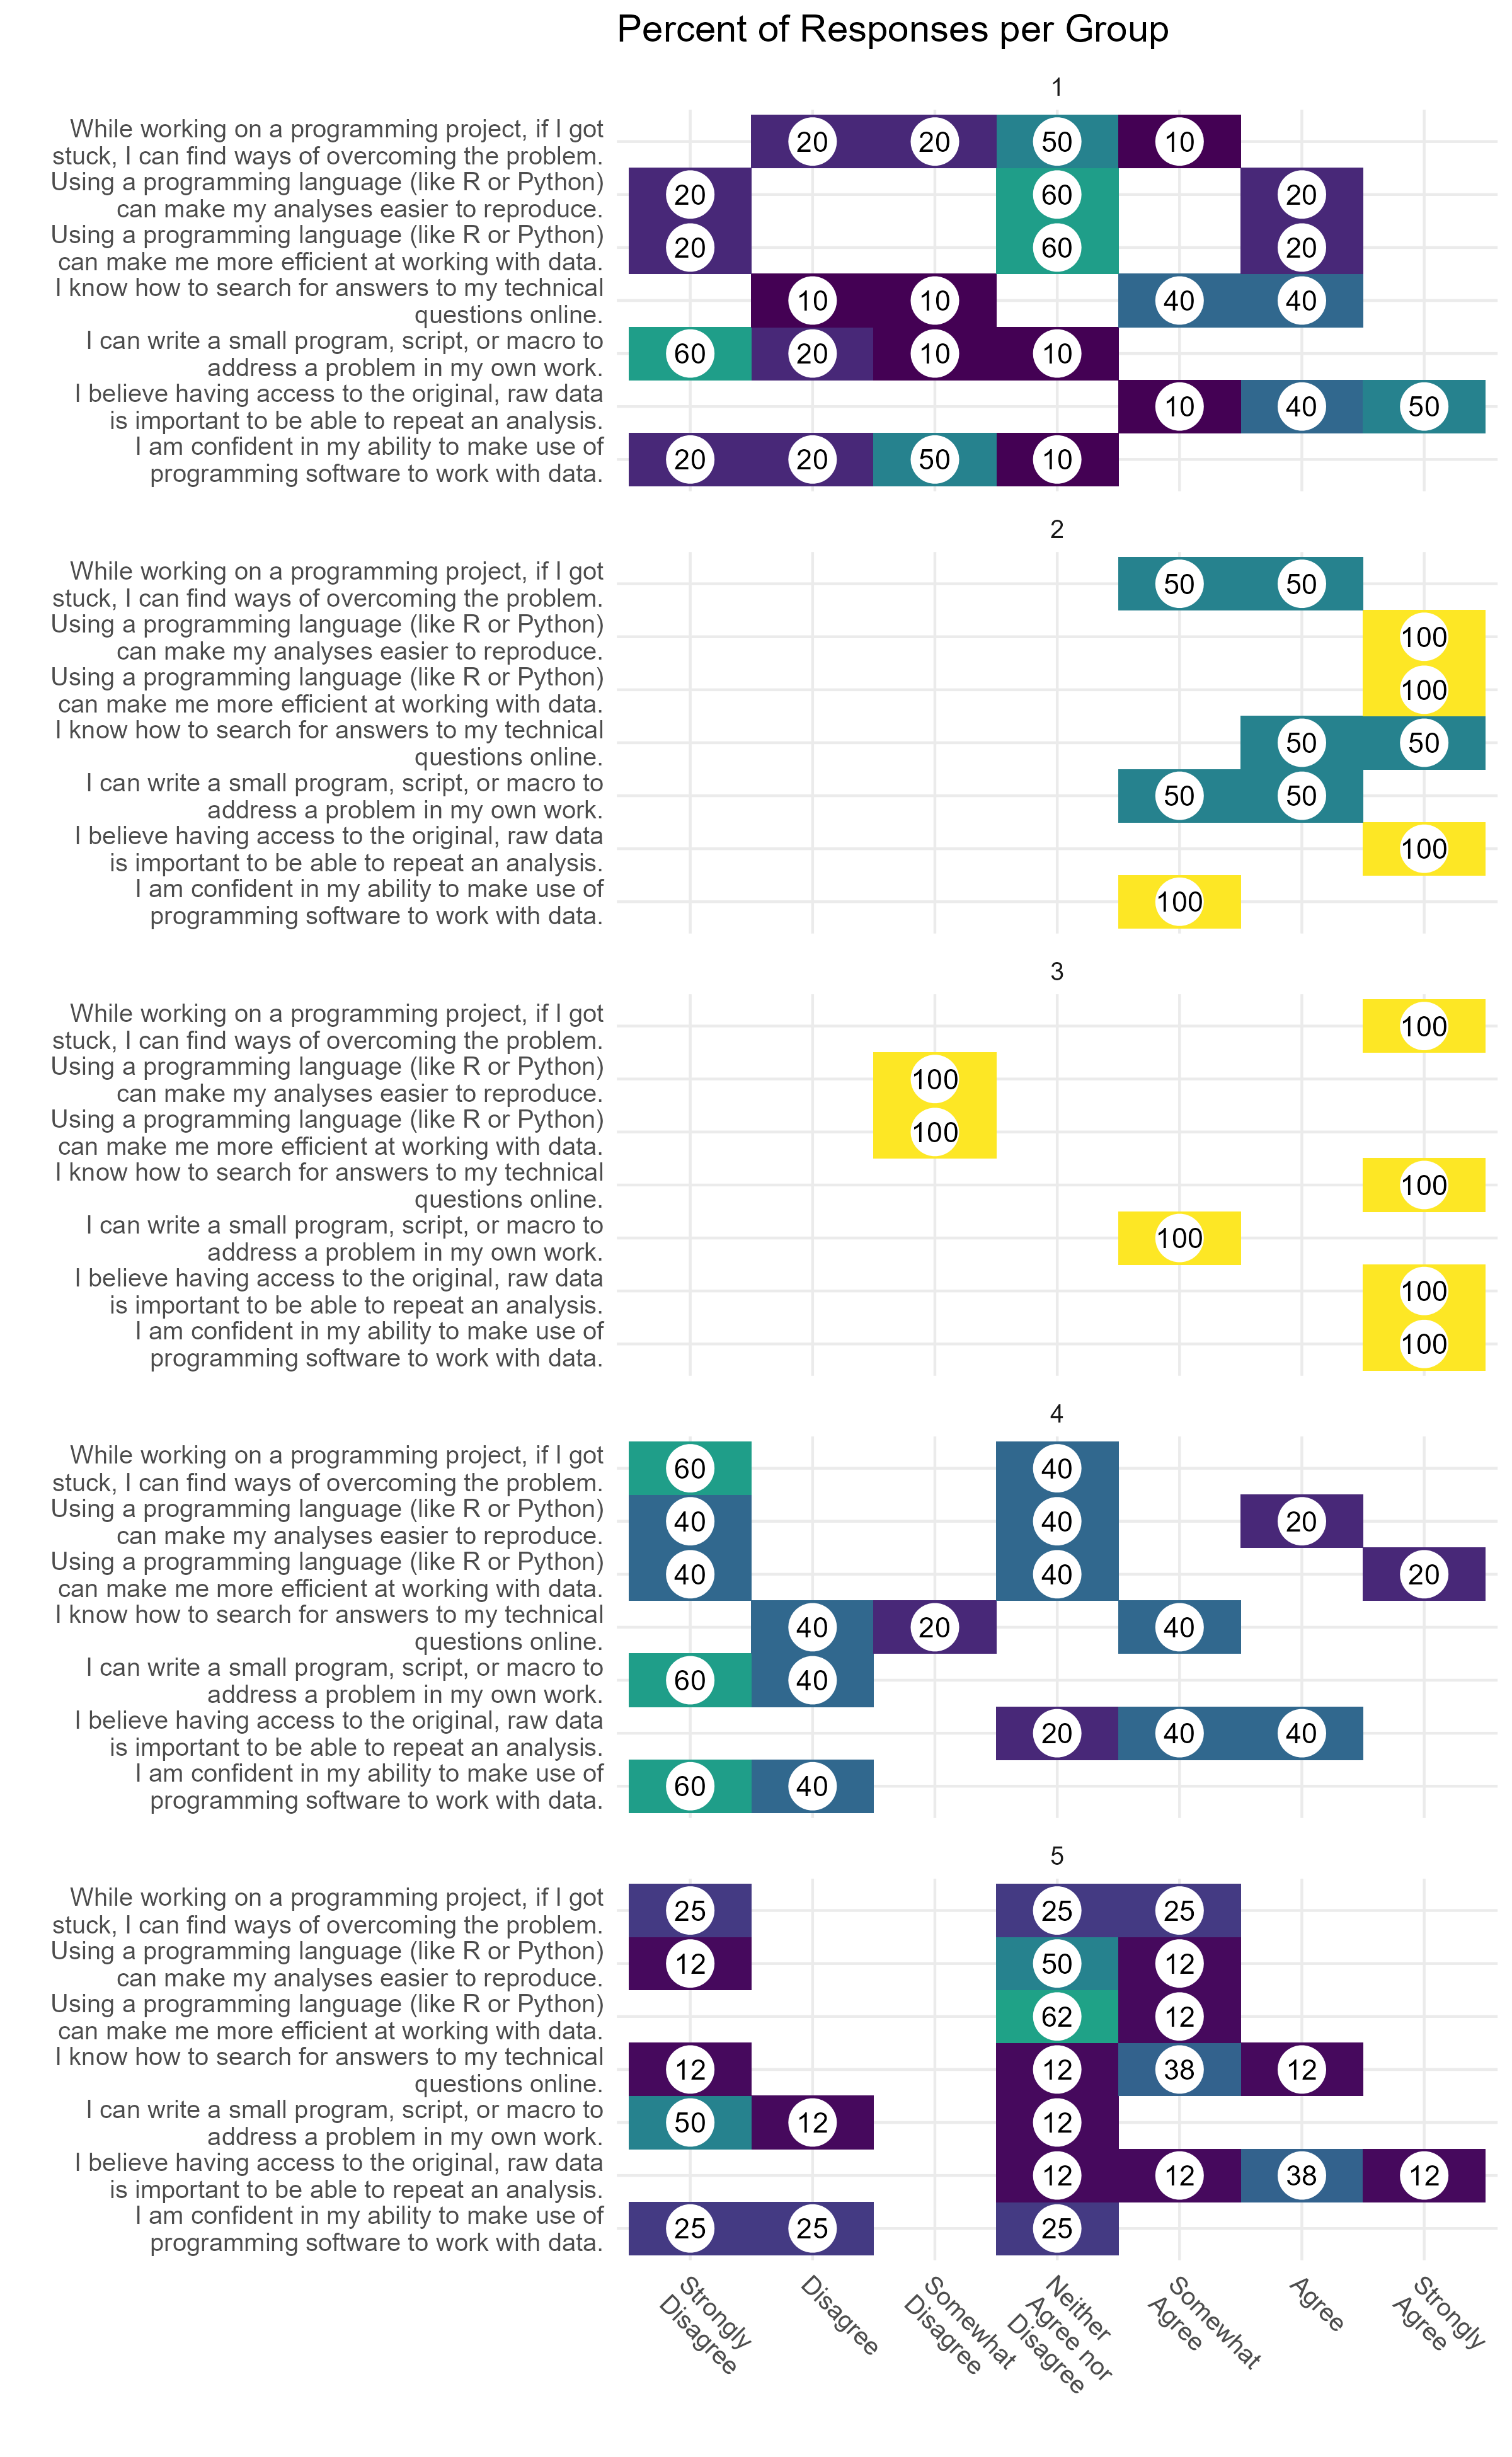 Percent of Responses per Group
1
While working on a programming project, if I got
stuck, I can find ways of overcoming the problem.
20 20 50 10
Using a programming language (like R or Python)
can make my analyses easier to reproduce.
20 60 20
Using a programming language (like R or Python)
can make me more efficient at working with data.
20 60 20
I know how to search for answers to my technical
questions online.
10 10 40 40
I can write a small program, script, or macro to
address a problem in my own work.
60 20 10 10
I believe having access to the original, raw data
is important to be able to repeat an analysis.
10 40 50
I am confident in my ability to make use of
programming software to work with data.
20 20 50 10
2
While working on a programming project, if I got
stuck, I can find ways of overcoming the problem.
50 50
Using a programming language (like R or Python)
can make my analyses easier to reproduce.
100
Using a programming language (like R or Python)
can make me more efficient at working with data.
100
I know how to search for answers to my technical
questions online.
50 50
I can write a small program, script, or macro to
address a problem in my own work.
50 50
I believe having access to the original, raw data
is important to be able to repeat an analysis.
100
I am confident in my ability to make use of
programming software to work with data.
100
3
While working on a programming project, if I got
stuck, I can find ways of overcoming the problem.
100
Using a programming language (like R or Python)
can make my analyses easier to reproduce.
100
Using a programming language (like R or Python)
can make me more efficient at working with data.
100
I know how to search for answers to my technical
questions online.
100
I can write a small program, script, or macro to
address a problem in my own work.
100
I believe having access to the original, raw data
is important to be able to repeat an analysis.
100
I am confident in my ability to make use of
programming software to work with data.
100
4
While working on a programming project, if I got
stuck, I can find ways of overcoming the problem.
60 40
Using a programming language (like R or Python)
can make my analyses easier to reproduce.
40 40 20
Using a programming language (like R or Python)
can make me more efficient at working with data.
40 40 20
I know how to search for answers to my technical
questions online.
40 20 40
I can write a small program, script, or macro to
address a problem in my own work.
60 40
I believe having access to the original, raw data
is important to be able to repeat an analysis.
20 40 40
I am confident in my ability to make use of
programming software to work with data.
60 40
5
While working on a programming project, if I got
stuck, I can find ways of overcoming the problem.
25 25 25
Using a programming language (like R or Python)
can make my analyses easier to reproduce.
12 50 12
Using a programming language (like R or Python)
can make me more efficient at working with data.
62 12
I know how to search for answers to my technical
questions online.
12 12 38 12
I can write a small program, script, or macro to
address a problem in my own work.
50 12 12
I believe having access to the original, raw data
is important to be able to repeat an analysis.
12 12 38 12
I am confident in my ability to make use of
programming software to work with data.
25 25 25
Strongly
Disagree
Disagree
Somewhat
Disagree
Neither
Agree nor
Disagree
Somewhat
Agree
Agree
Strongly
Agree